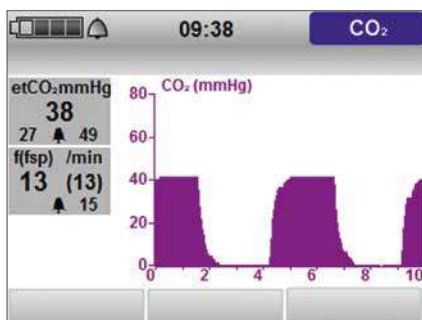 09:38 CO₂
etCO₂mmHg
38
27 49
f(fsp) /min
13 (13)
15
CO₂ (mmHg)
80
60
40
20
0
0 2 4 6 8 10